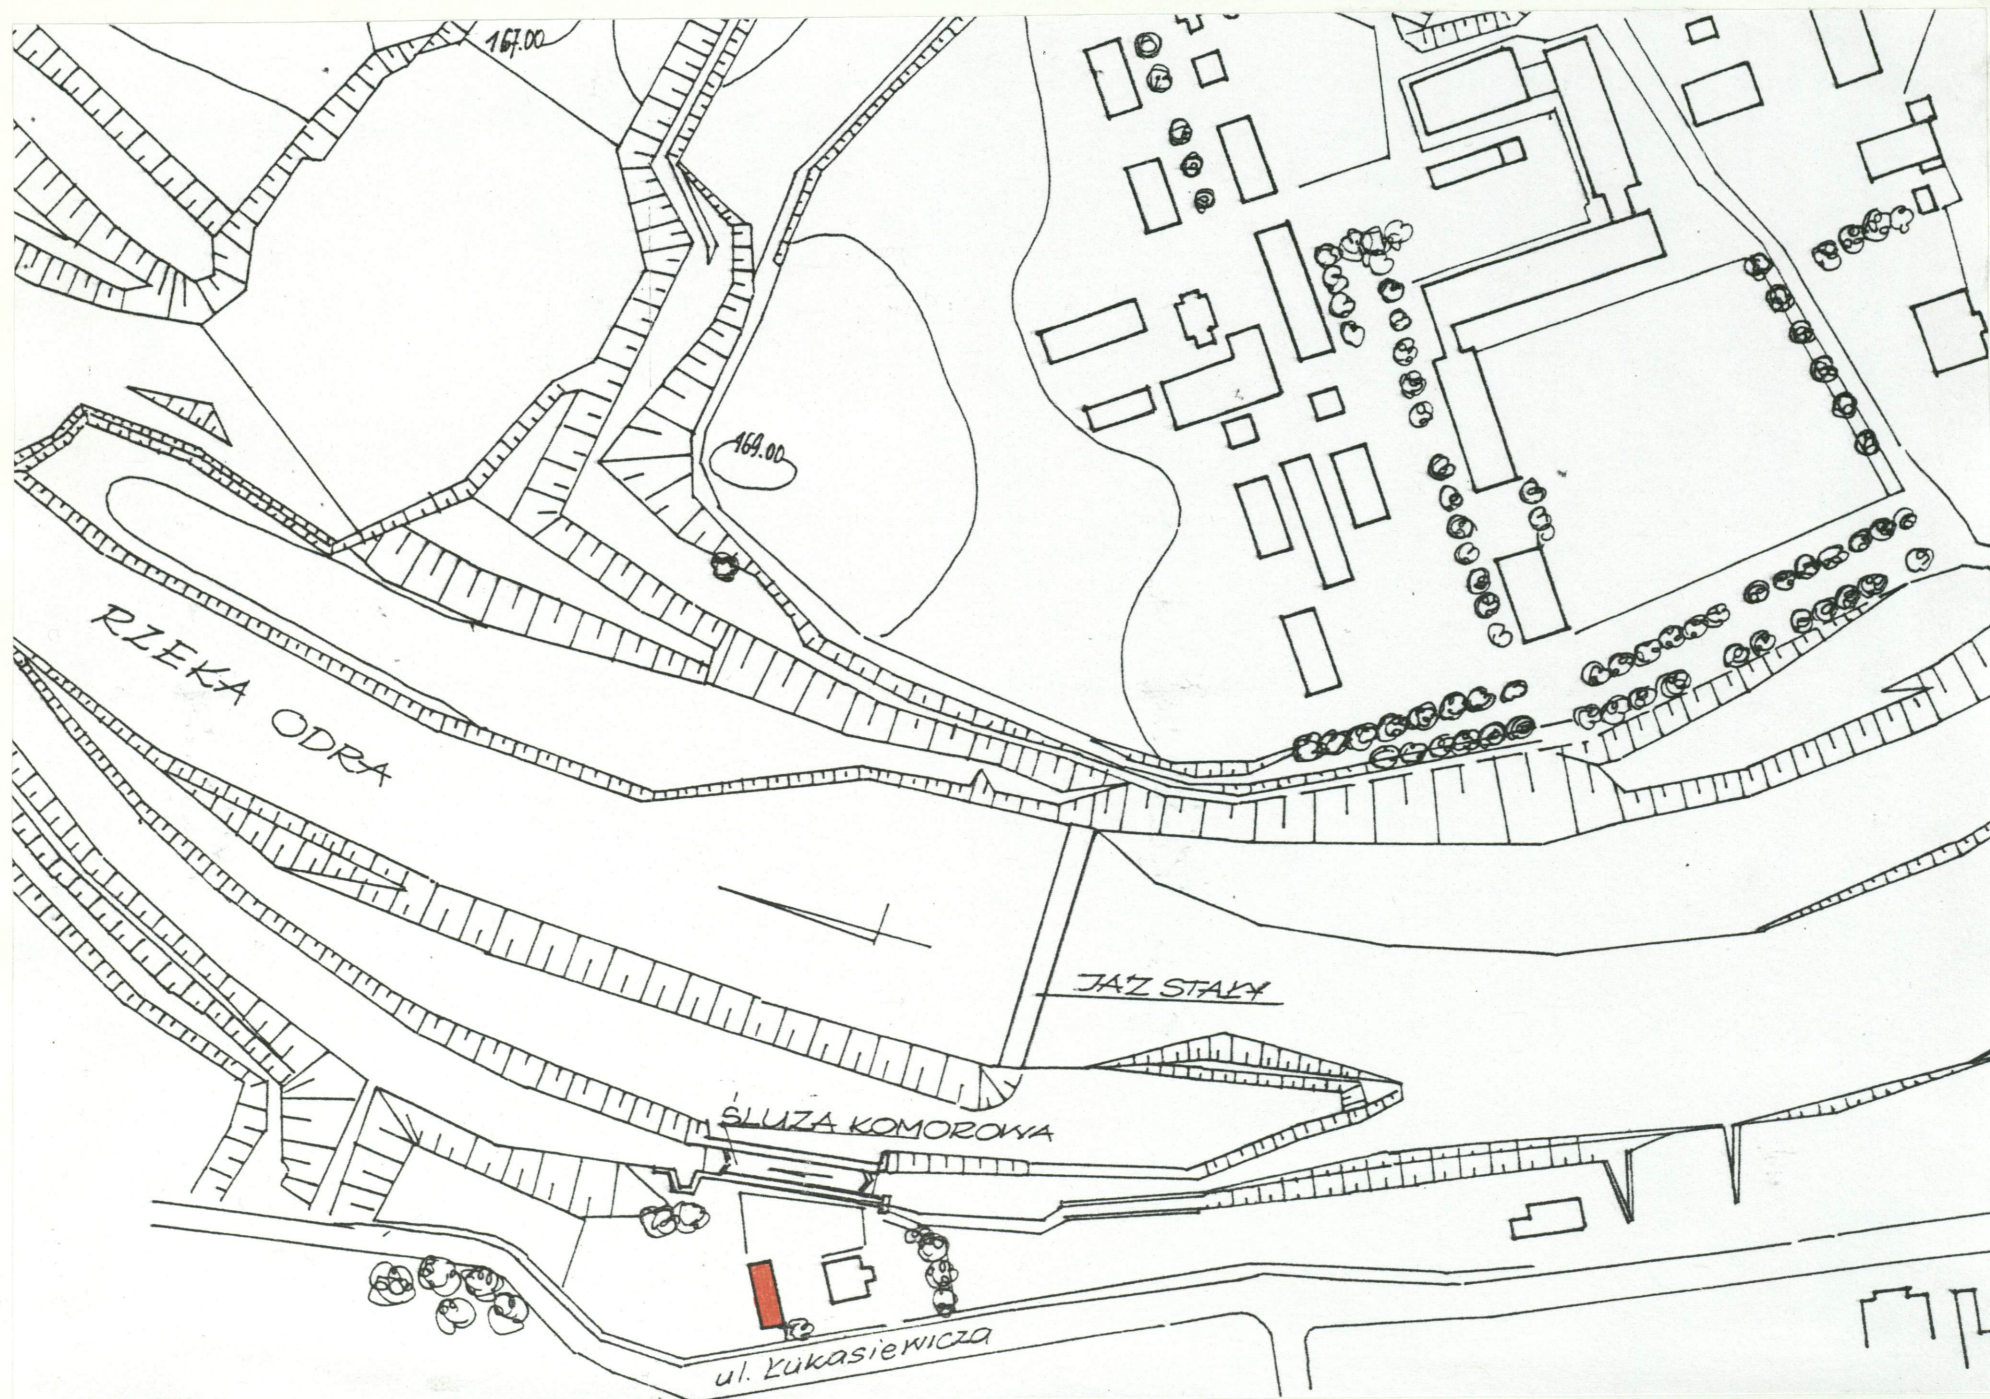 167.00
169.00
RZEKA ODRA
JAZ STAŁY
ŚLUZA KOMOROWA
ul. Łukasiewicza